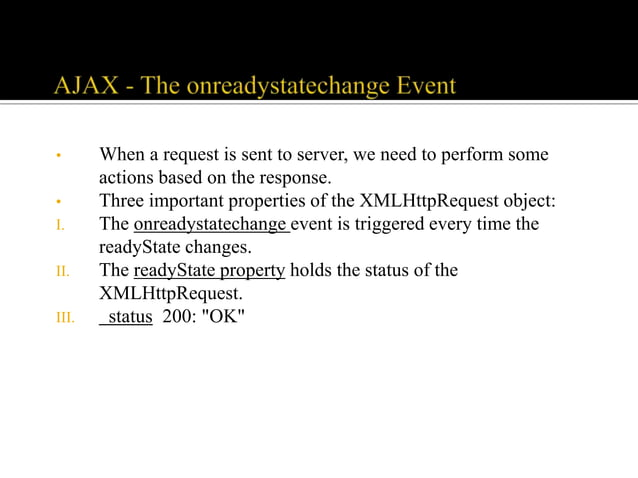 AJAX - The onreadystatechange Event
• When a request is sent to server, we need to perform some
actions based on the response.
• Three important properties of the XMLHttpRequest object:
I. The onreadystatechange event is triggered every time the
readyState changes.
II. The readyState property holds the status of the
XMLHttpRequest.
III. status 200: "OK"